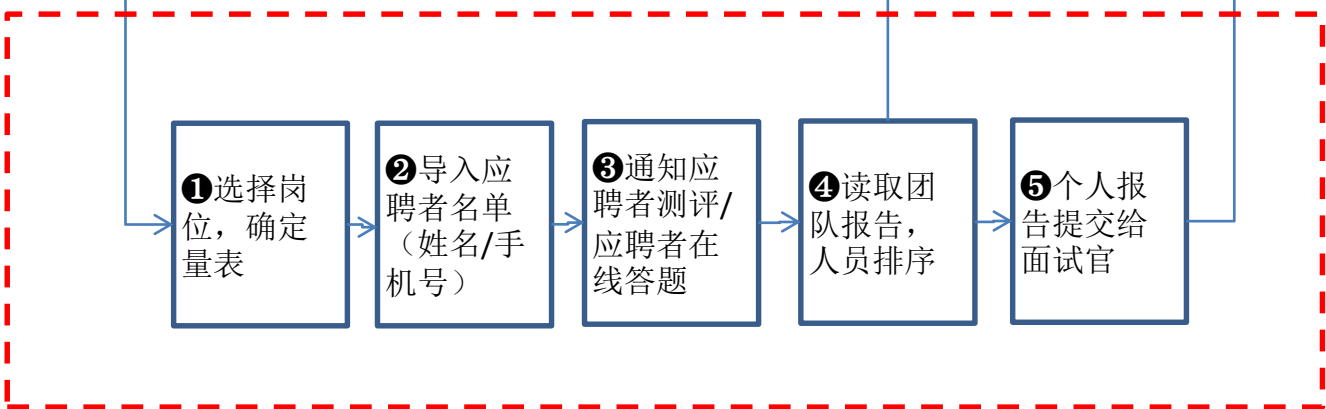 ❶选择岗
位，确定
量表
❷导入应
聘者名单
（姓名/手
机号）
❸通知应
聘者测评/
应聘者在
线答题
❹读取团
队报告，
人员排序
❺个人报
告提交给
面试官